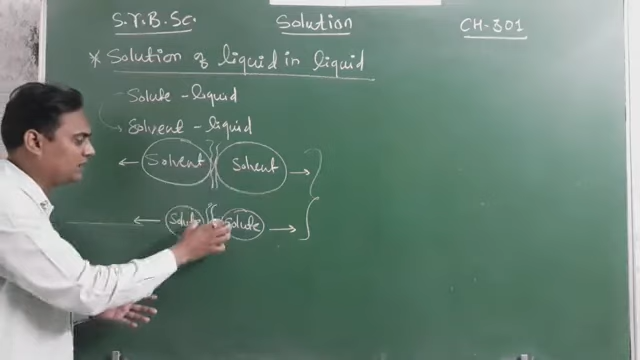 S.Y.B.Sc. Solution CH-301
* Solution of liquid in liquid
Solute - liquid
Solvent - liquid
Solvent Solvent
Solute Solute